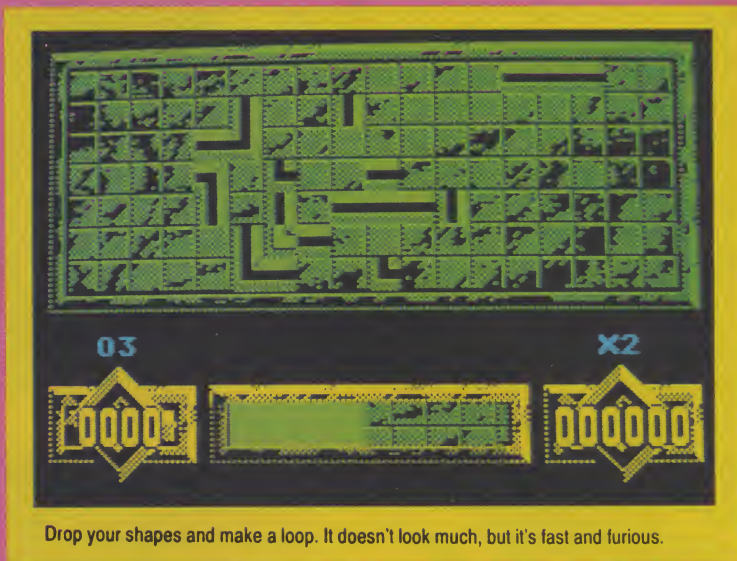 03
X2
0000
000000
Drop your shapes and make a loop. It doesn't look much, but it's fast and furious.